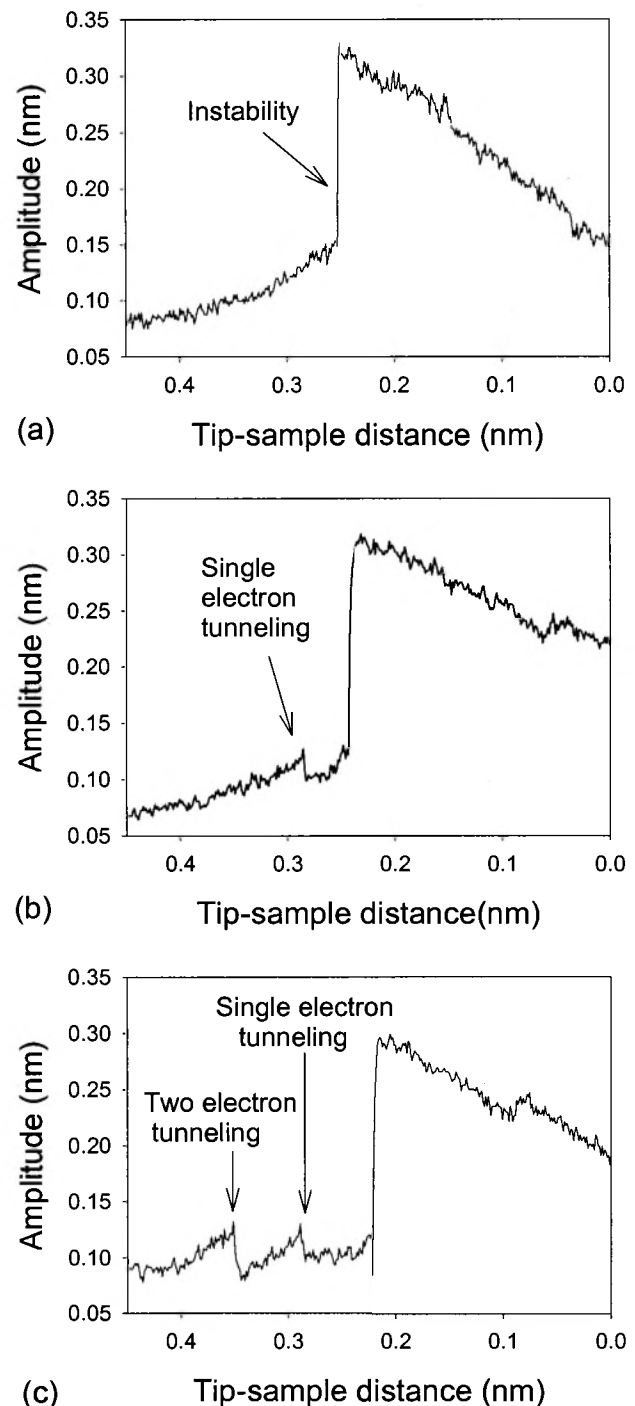 0.35
0.30
0.25
0.20
0.15
0.10
0.05
Amplitude (nm)
Instability
0.4 0.3 0.2 0.1 0.0
(a) Tip-sample distance (nm)
0.35
0.30
0.25
0.20
0.15
0.10
0.05
Amplitude (nm)
Single
electron
tunneling
0.4 0.3 0.2 0.1 0.0
(b) Tip-sample distance(nm)
0.35
0.30
0.25
0.20
0.15
0.10
0.05
Amplitude (nm)
Single electron
tunneling
Two electron
tunneling
0.4 0.3 0.2 0.1 0.0
(c) Tip-sample distance (nm)